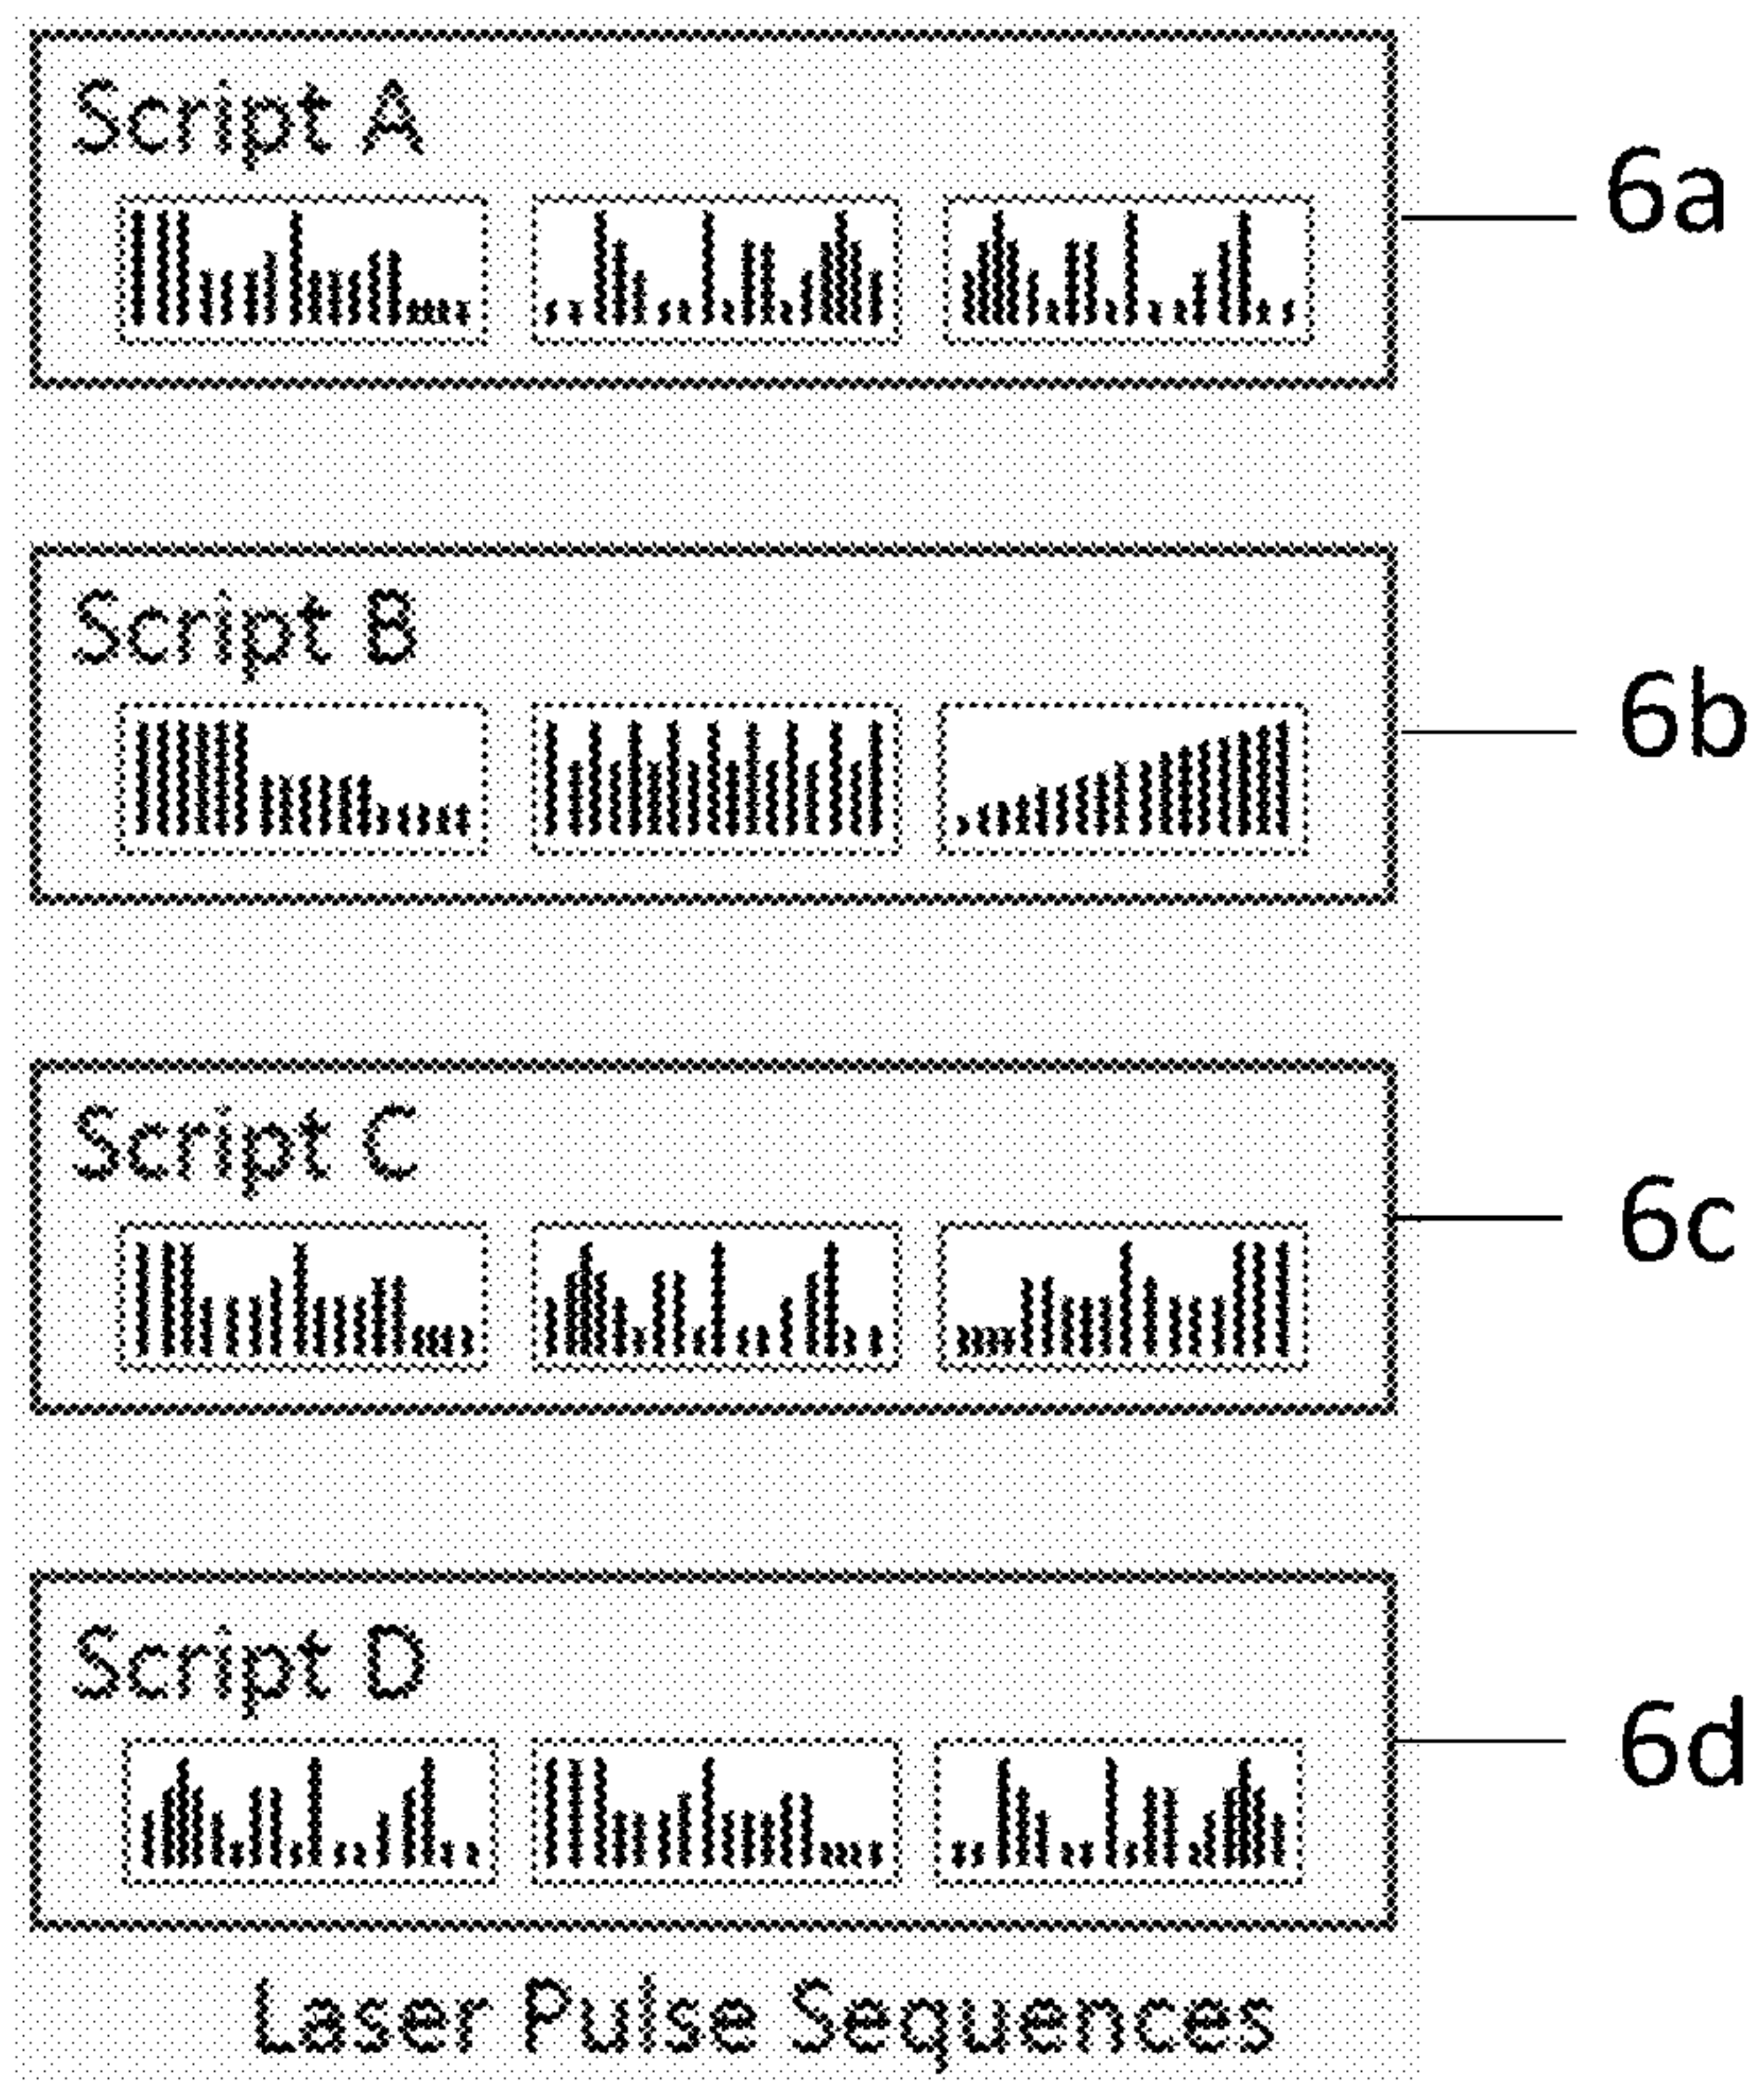 Script A
6a
Script B
6b
Script C
6c
Script D
6d
Laser Pulse Sequences